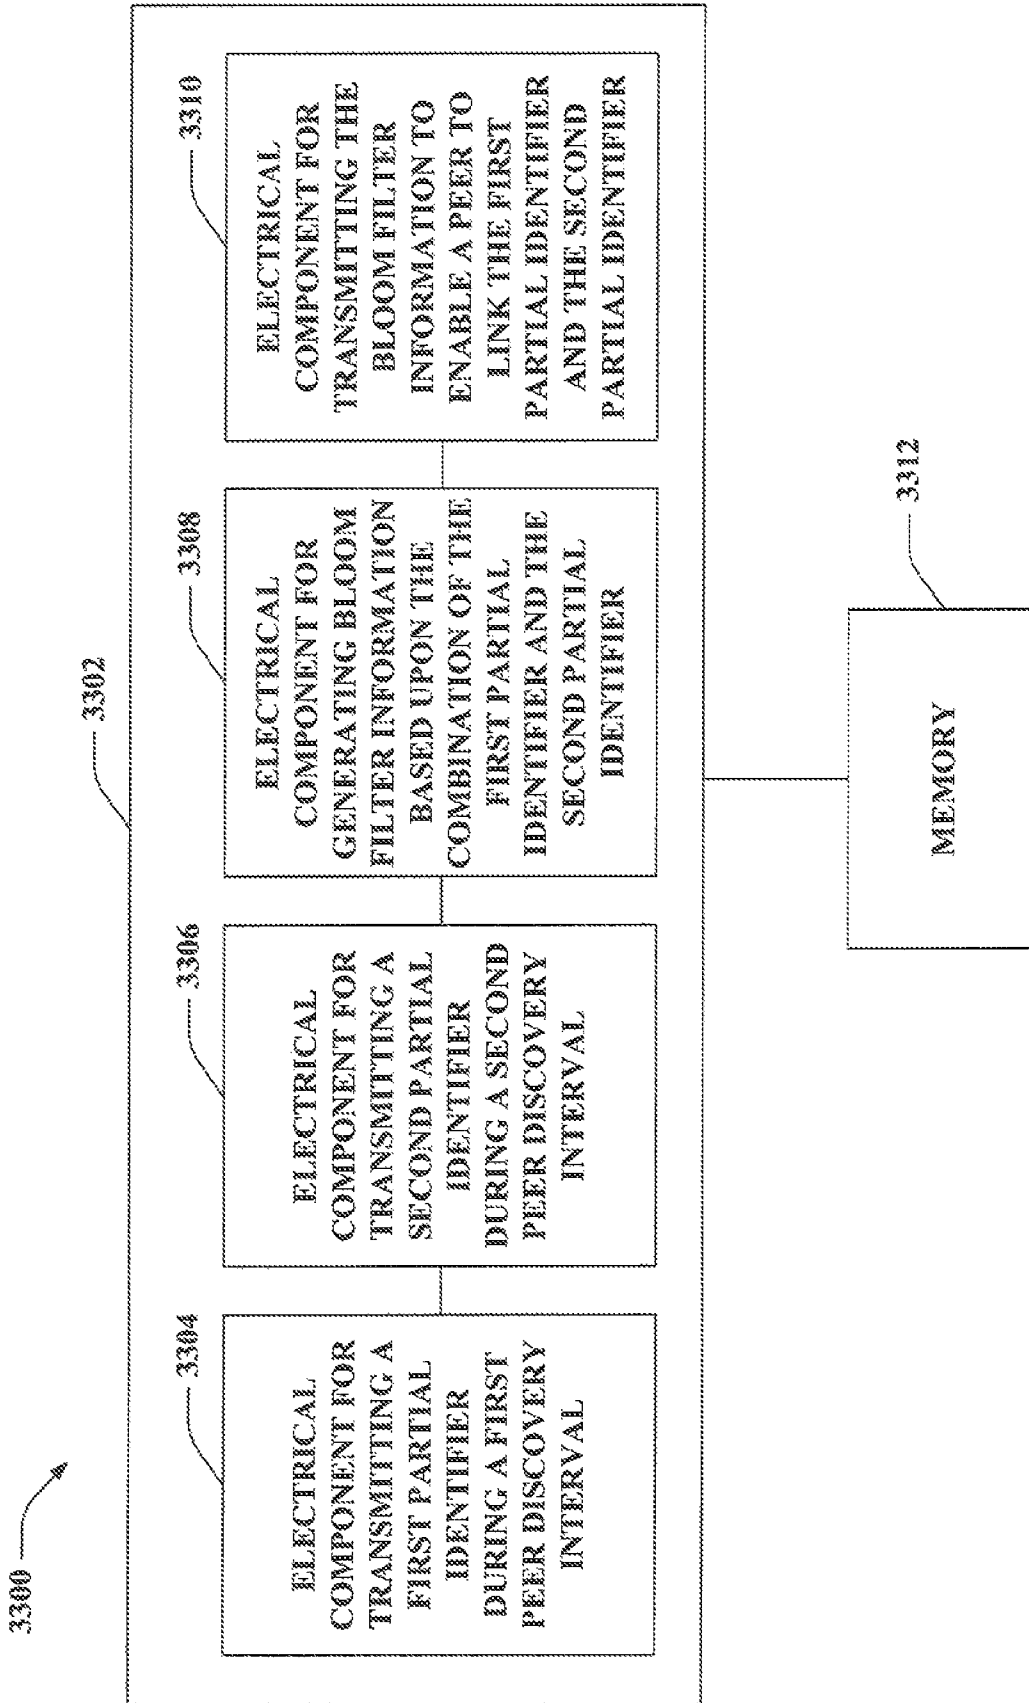 3300
3302
3304
ELECTRICAL
COMPONENT FOR
TRANSMITTING A
FIRST PARTIAL
IDENTIFIER
DURING A FIRST
PEER DISCOVERY
INTERVAL
3306
ELECTRICAL
COMPONENT FOR
TRANSMITTING A
SECOND PARTIAL
IDENTIFIER
DURING A SECOND
PEER DISCOVERY
INTERVAL
3308
ELECTRICAL
COMPONENT FOR
GENERATING BLOOM
FILTER INFORMATION
BASED UPON THE
COMBINATION OF THE
FIRST PARTIAL
IDENTIFIER AND THE
SECOND PARTIAL
IDENTIFIER
3310
ELECTRICAL
COMPONENT FOR
TRANSMITTING THE
BLOOM FILTER
INFORMATION TO
ENABLE A PEER TO
LINK THE FIRST
PARTIAL IDENTIFIER
AND THE SECOND
PARTIAL IDENTIFIER
3312
MEMORY